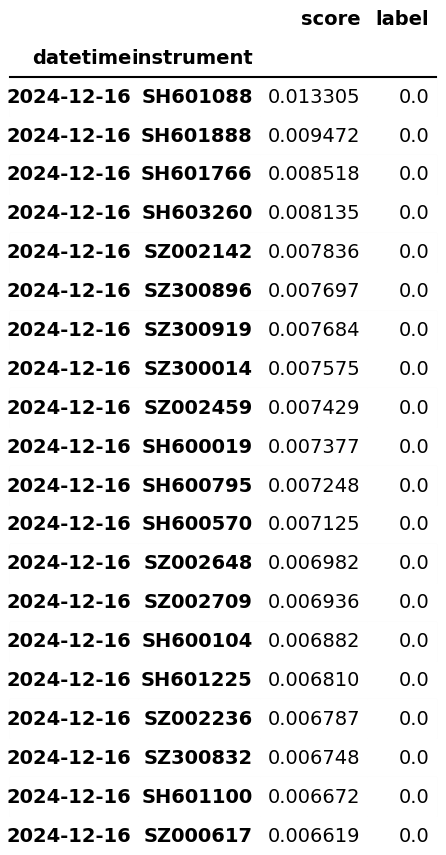 score label
datetime instrument
2024-12-16 SH601088 0.013305 0.0
2024-12-16 SH601888 0.009472 0.0
2024-12-16 SH601766 0.008518 0.0
2024-12-16 SH603260 0.008135 0.0
2024-12-16 SZ002142 0.007836 0.0
2024-12-16 SZ300896 0.007697 0.0
2024-12-16 SZ300919 0.007684 0.0
2024-12-16 SZ300014 0.007575 0.0
2024-12-16 SZ002459 0.007429 0.0
2024-12-16 SH600019 0.007377 0.0
2024-12-16 SH600795 0.007248 0.0
2024-12-16 SH600570 0.007125 0.0
2024-12-16 SZ002648 0.006982 0.0
2024-12-16 SZ002709 0.006936 0.0
2024-12-16 SH600104 0.006882 0.0
2024-12-16 SH601225 0.006810 0.0
2024-12-16 SZ002236 0.006787 0.0
2024-12-16 SZ300832 0.006748 0.0
2024-12-16 SH601100 0.006672 0.0
2024-12-16 SZ000617 0.006619 0.0